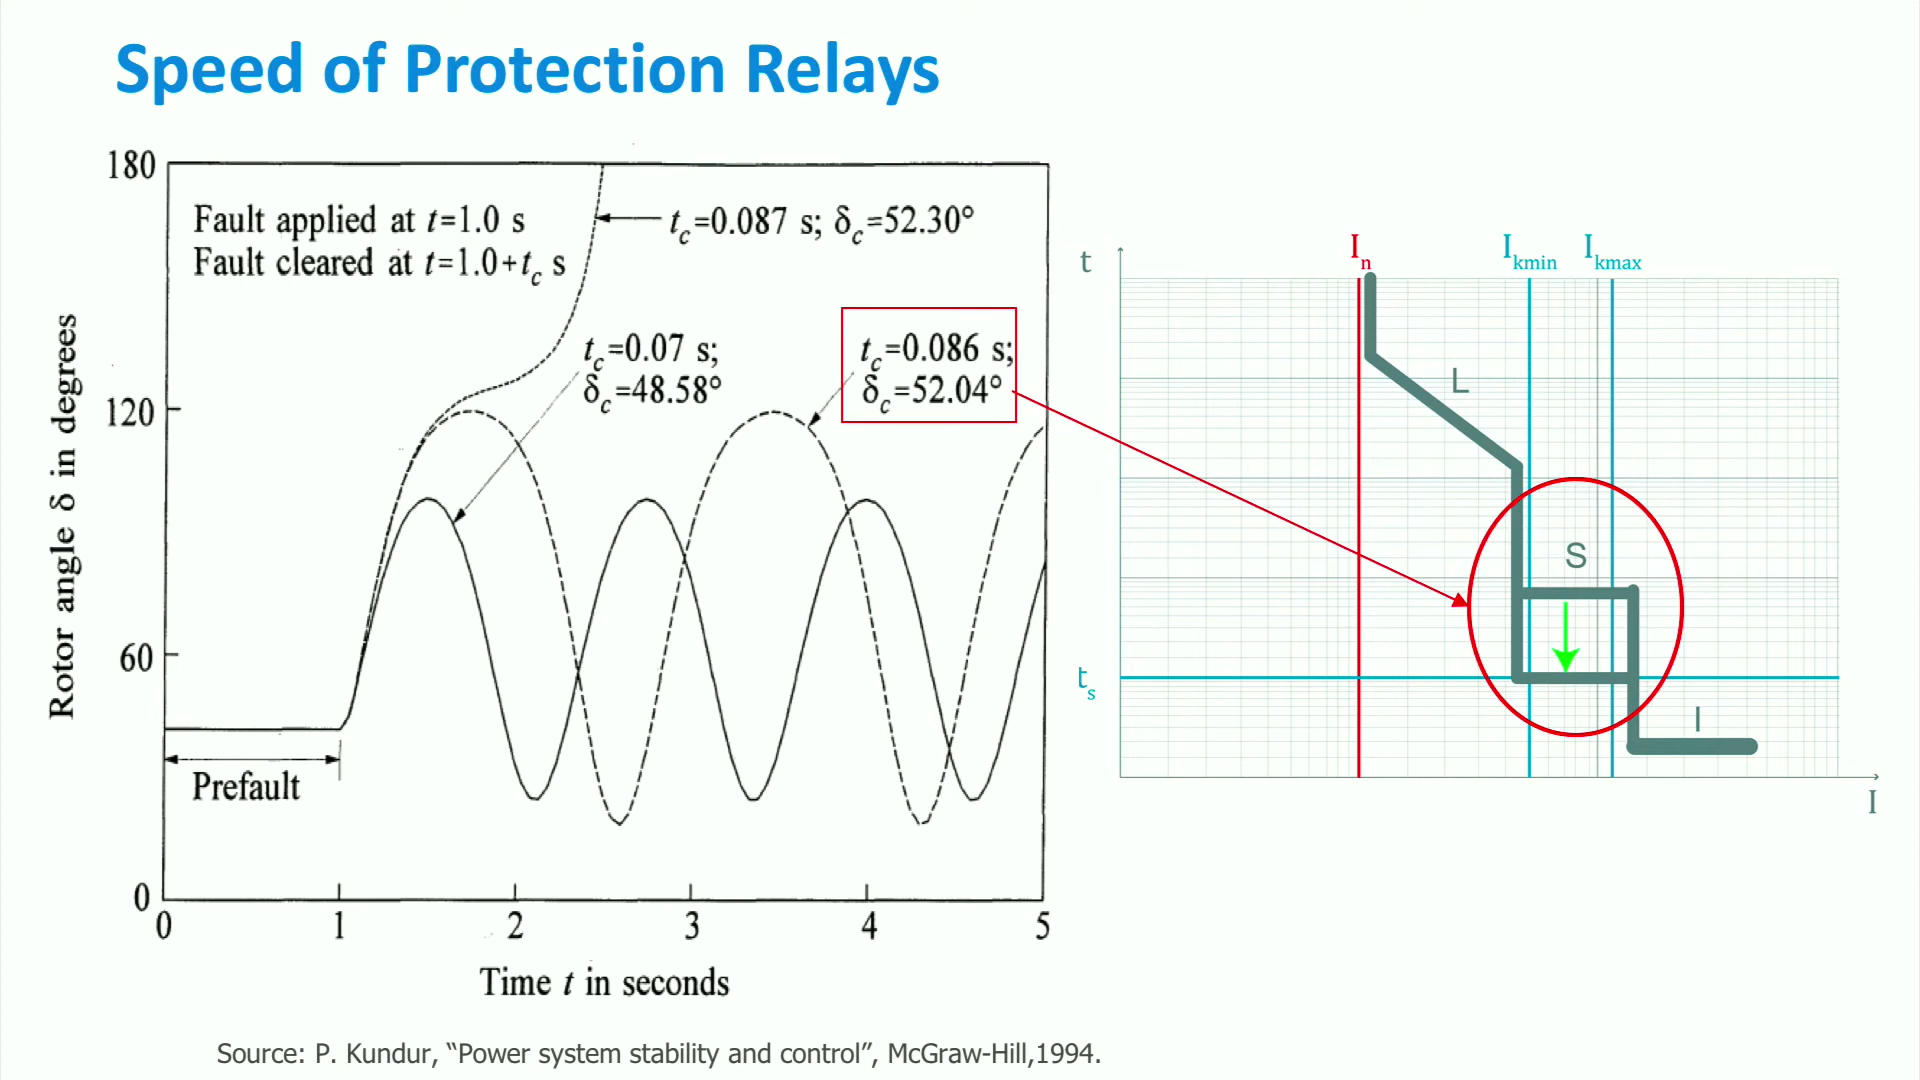 Speed of Protection Relays
180
120
60
0
Rotor angle δ in degrees
Fault applied at t=1.0 s
Fault cleared at t=1.0+tc s
tc=0.087 s; δc=52.30°
tc=0.07 s;
δc=48.58°
tc=0.086 s;
δc=52.04°
Prefault
0 1 2 3 4 5
Time t in seconds
t
In
Ikmin
Ikmax
L
S
ts
I
I
Source: P. Kundur, “Power system stability and control”, McGraw-Hill,1994.